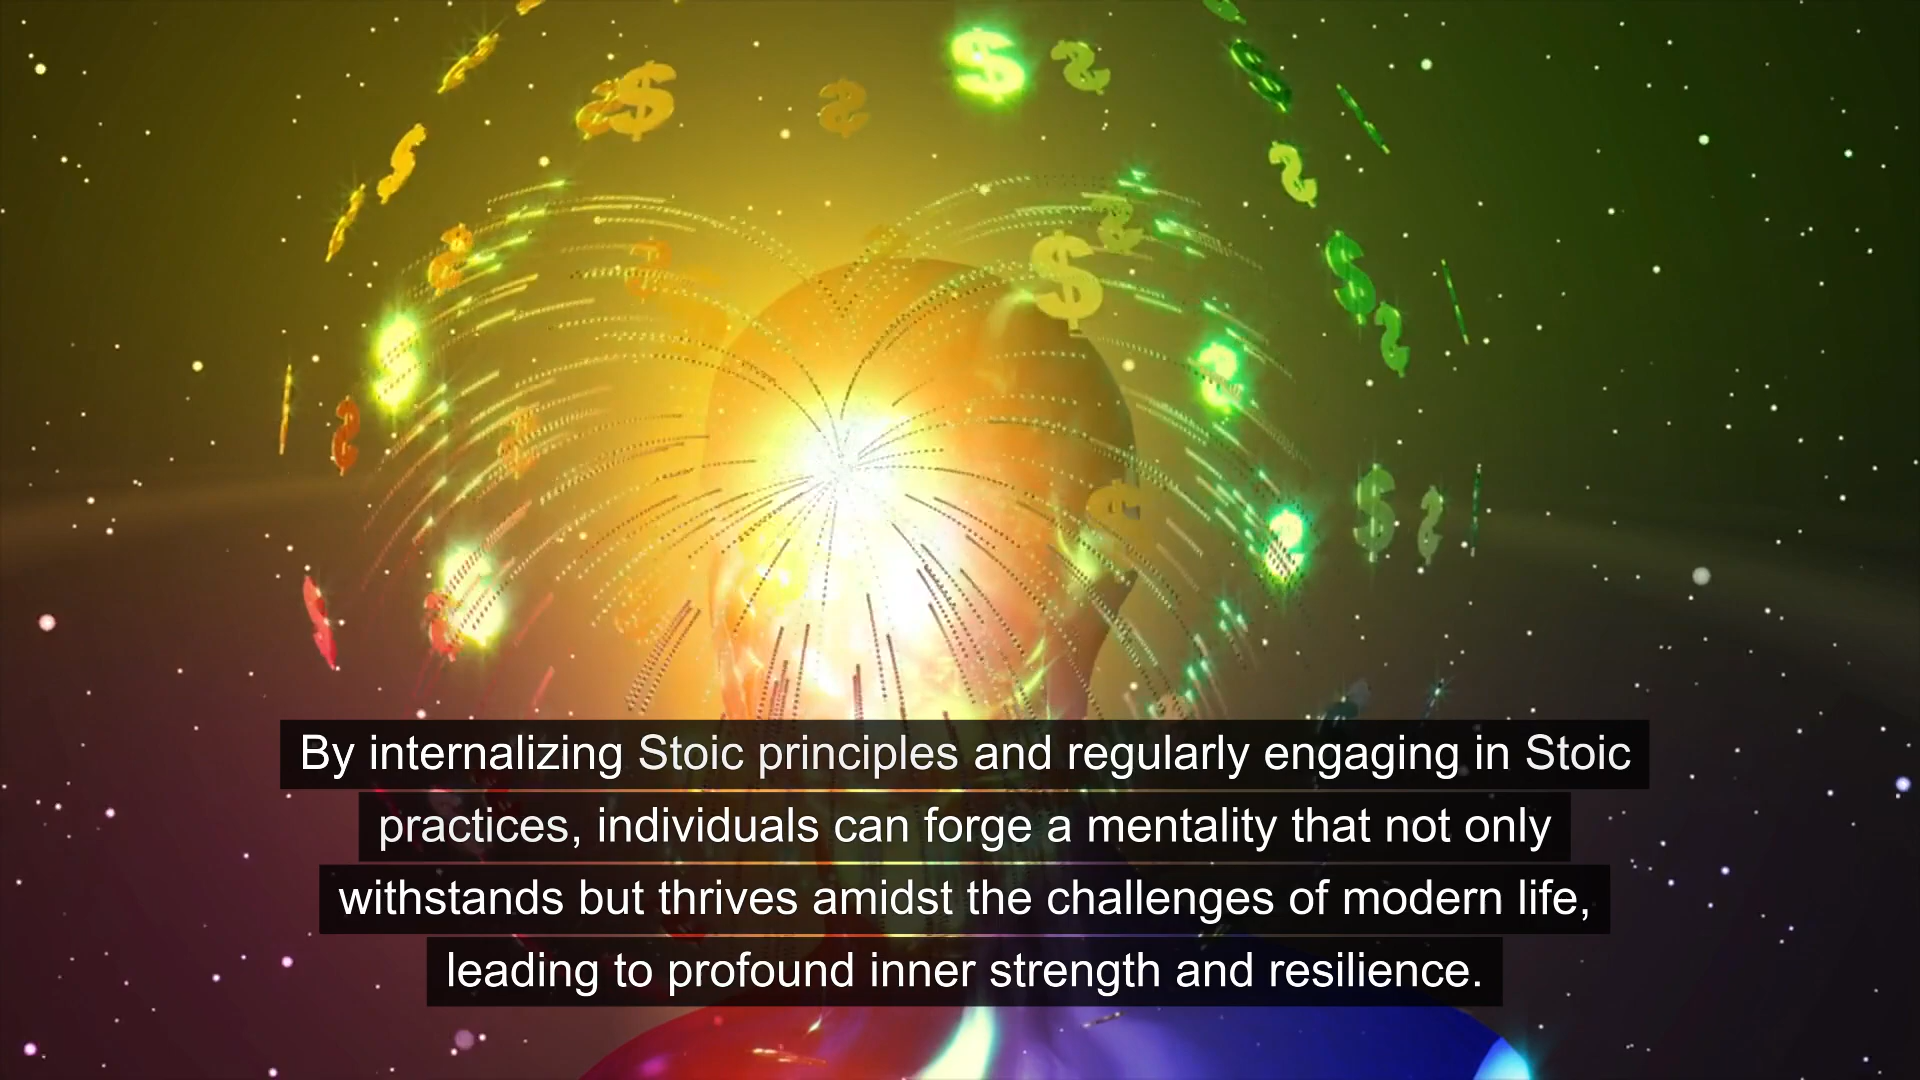 By internalizing Stoic principles and regularly engaging in Stoic
practices, individuals can forge a mentality that not only
withstands but thrives amidst the challenges of modern life,
leading to profound inner strength and resilience.